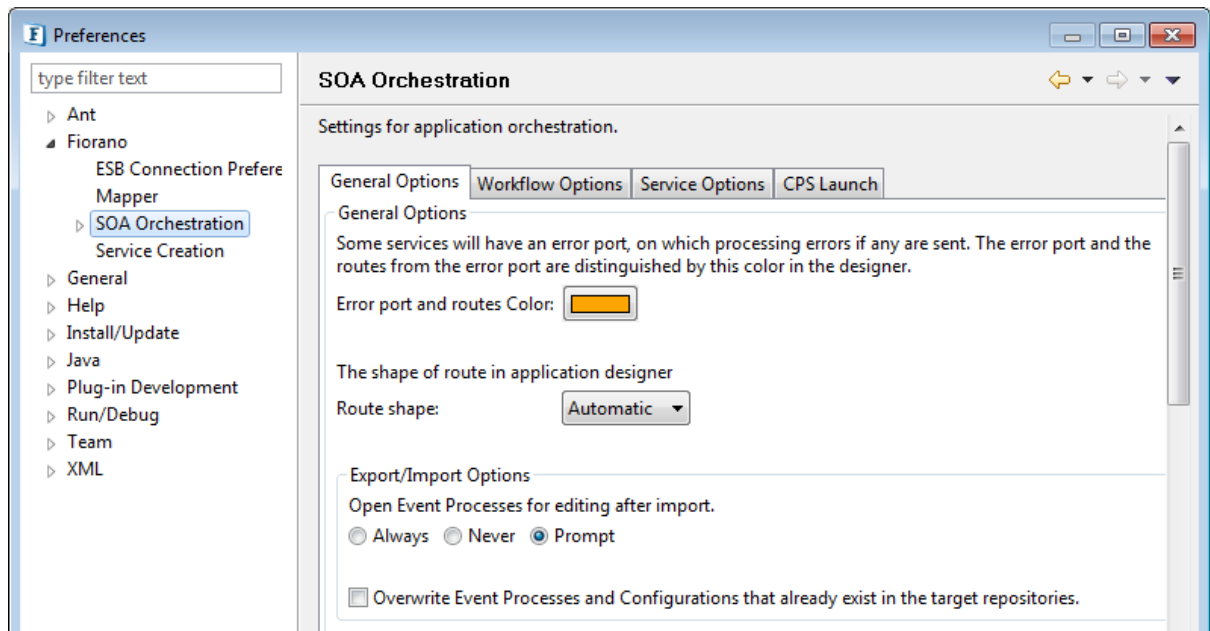 Preferences
type filter text
Ant
Fiorano
ESB Connection Prefere
Mapper
SOA Orchestration
Service Creation
General
Help
Install/Update
Java
Plug-in Development
Run/Debug
Team
XML
SOA Orchestration
Settings for application orchestration.
General Options
Workflow Options
Service Options
CPS Launch
General Options
Some services will have an error port, on which processing errors if any are sent. The error port and the
routes from the error port are distinguished by this color in the designer.
Error port and routes Color:
The shape of route in application designer
Route shape: Automatic
Export/Import Options
Open Event Processes for editing after import.
Always Never Prompt
Overwrite Event Processes and Configurations that already exist in the target repositories.